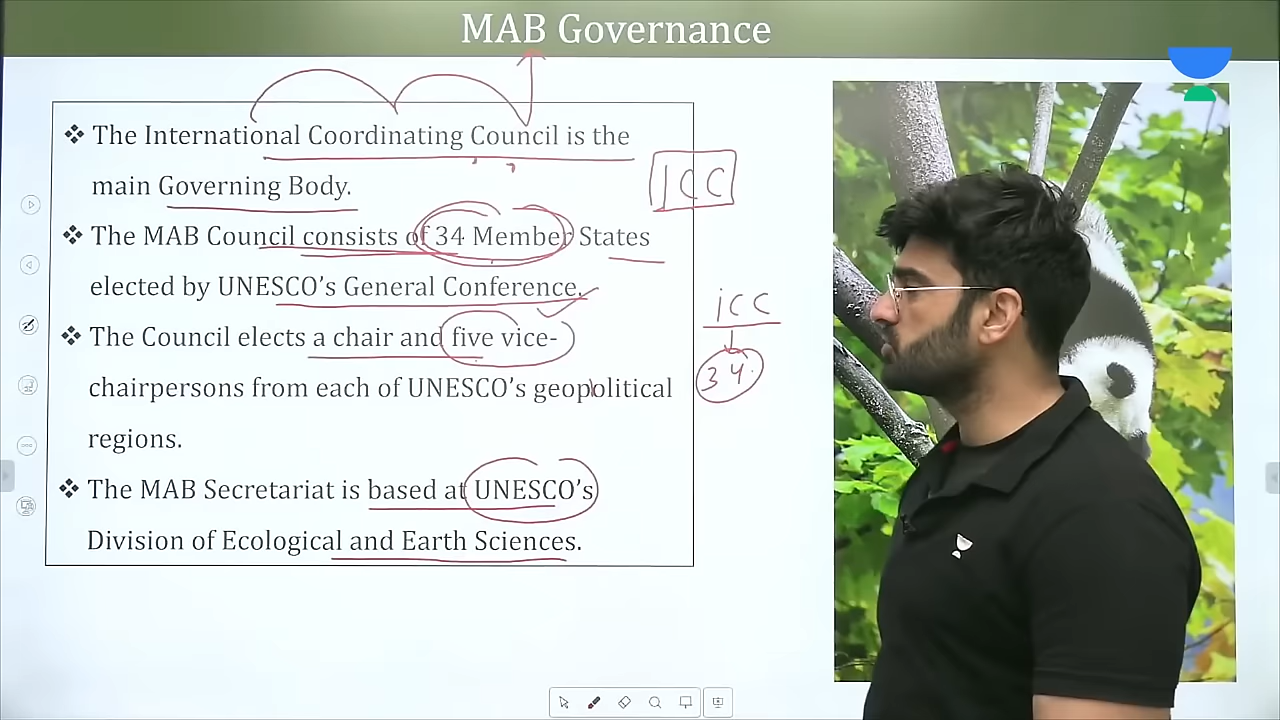 MAB Governance
❖ The International Coordinating Council is the
main Governing Body.
ICC
❖ The MAB Council consists of 34 Member States
elected by UNESCO's General Conference.
ICC
34
❖ The Council elects a chair and five vice-
chairpersons from each of UNESCO's geopolitical
regions.
❖ The MAB Secretariat is based at UNESCO's
Division of Ecological and Earth Sciences.